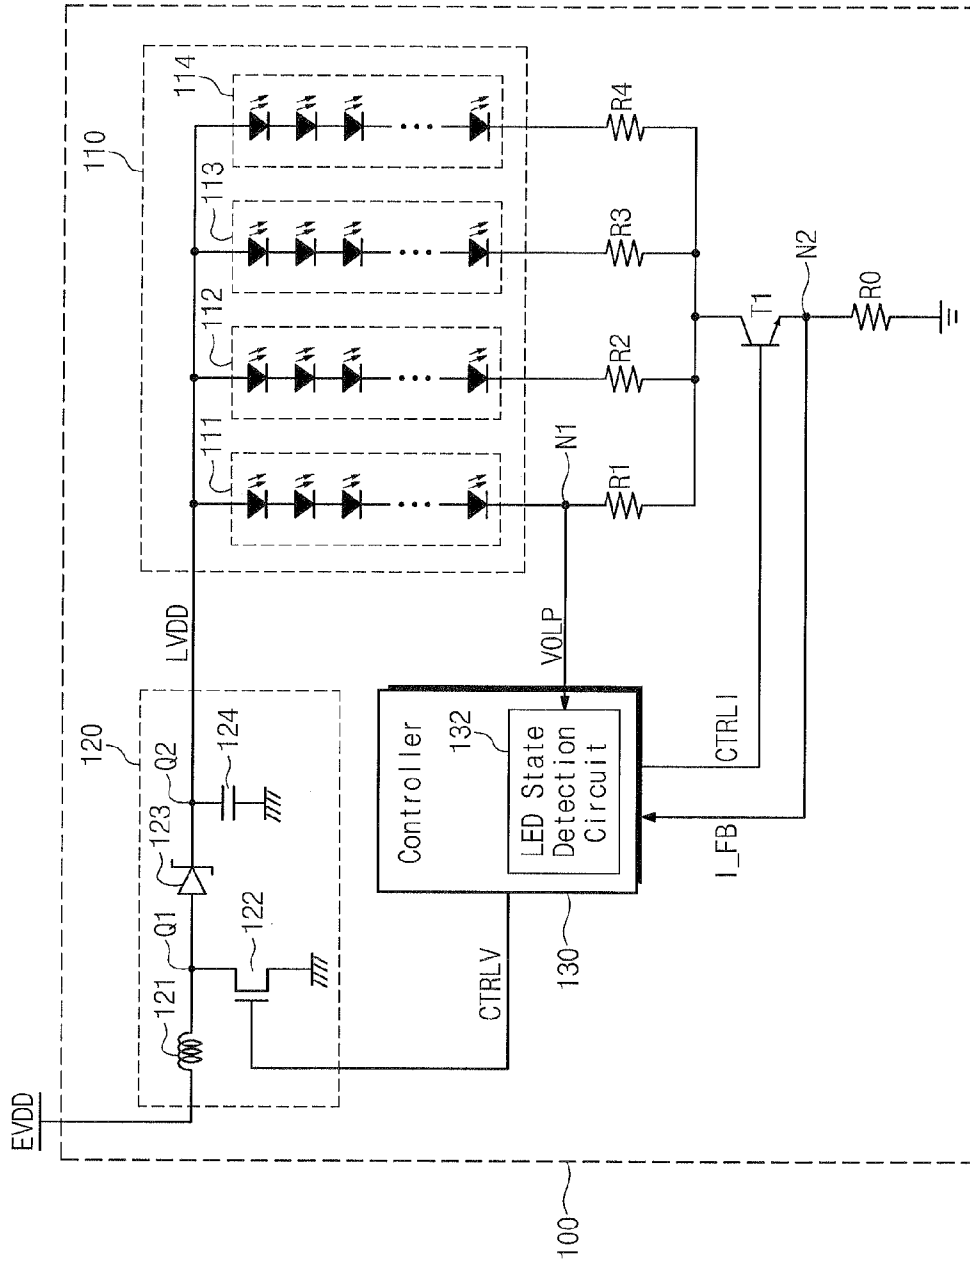 100
EVDD
120
121
Q1
123
Q2
122
124
LVDD
110
111
112
113
114
130
Controller
132
LED State
Detection
Circuit
CTRLV
VOLP
N1
R1
R2
R3
R4
CTRLI
I_FB
T1
N2
R0